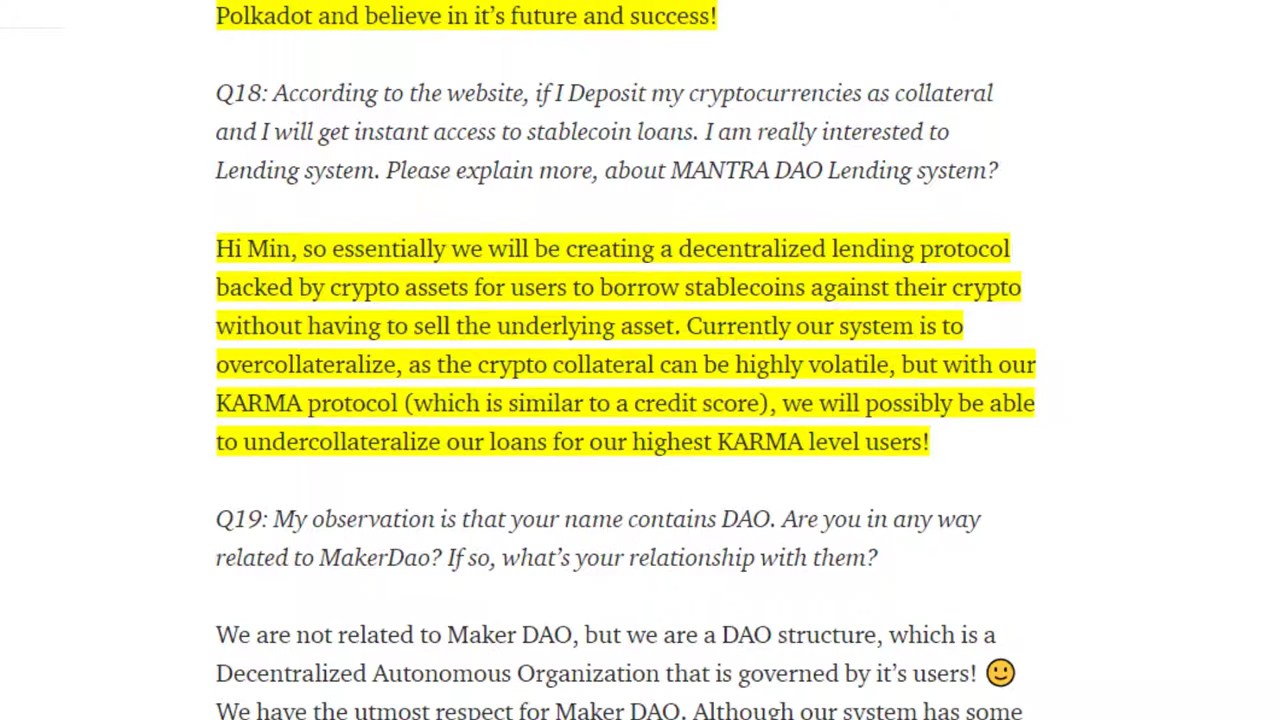 Polkadot and believe in it’s future and success!
Q18: According to the website, if I Deposit my cryptocurrencies as collateral
and I will get instant access to stablecoin loans. I am really interested to
Lending system. Please explain more, about MANTRA DAO Lending system?
Hi Min, so essentially we will be creating a decentralized lending protocol
backed by crypto assets for users to borrow stablecoins against their crypto
without having to sell the underlying asset. Currently our system is to
overcollateralize, as the crypto collateral can be highly volatile, but with our
KARMA protocol (which is similar to a credit score), we will possibly be able
to undercollateralize our loans for our highest KARMA level users!
Q19: My observation is that your name contains DAO. Are you in any way
related to MakerDao? If so, what’s your relationship with them?
We are not related to Maker DAO, but we are a DAO structure, which is a
Decentralized Autonomous Organization that is governed by it’s users! 🙂
We have the utmost respect for Maker DAO. Although our system has some